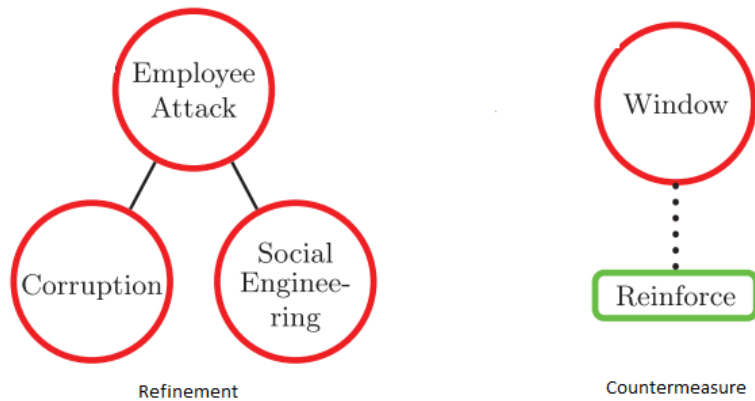 Employee
Attack
Corruption
Social
Enginee-
ring
Refinement
Window
Reinforce
Countermeasure